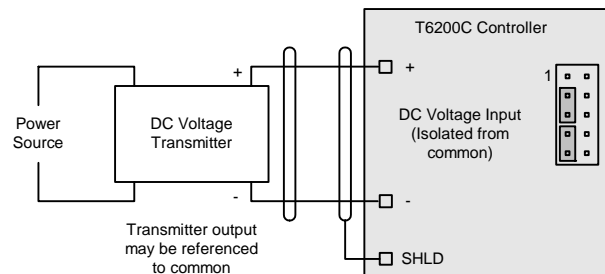 T6200C Controller
+
+
1
Power
Source
DC Voltage
Transmitter
DC Voltage Input
(Isolated from
common)
-
-
Transmitter output
may be referenced
to common
SHLD